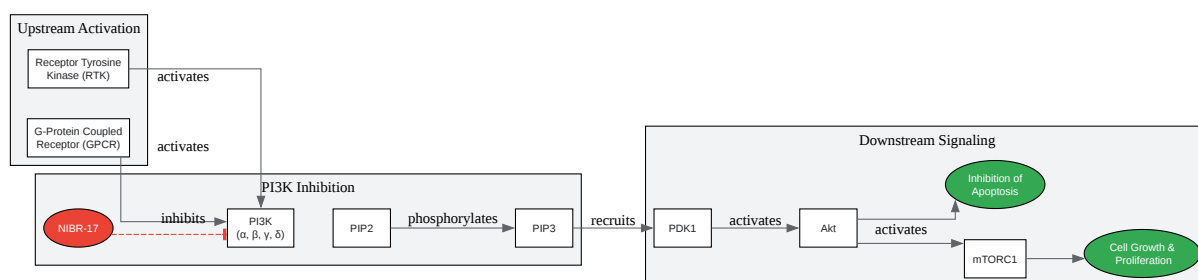 Upstream Activation
Receptor Tyrosine
Kinase (RTK)
activates
G-Protein Coupled
Receptor (GPCR)
activates
PI3K Inhibition
NIBR-17
inhibits
PI3K
(α, β, γ, δ)
PIP2
phosphorylates
PIP3
recruits
Downstream Signaling
PDK1
activates
Akt
activates
Inhibition of
Apoptosis
mTORC1
Cell Growth &
Proliferation